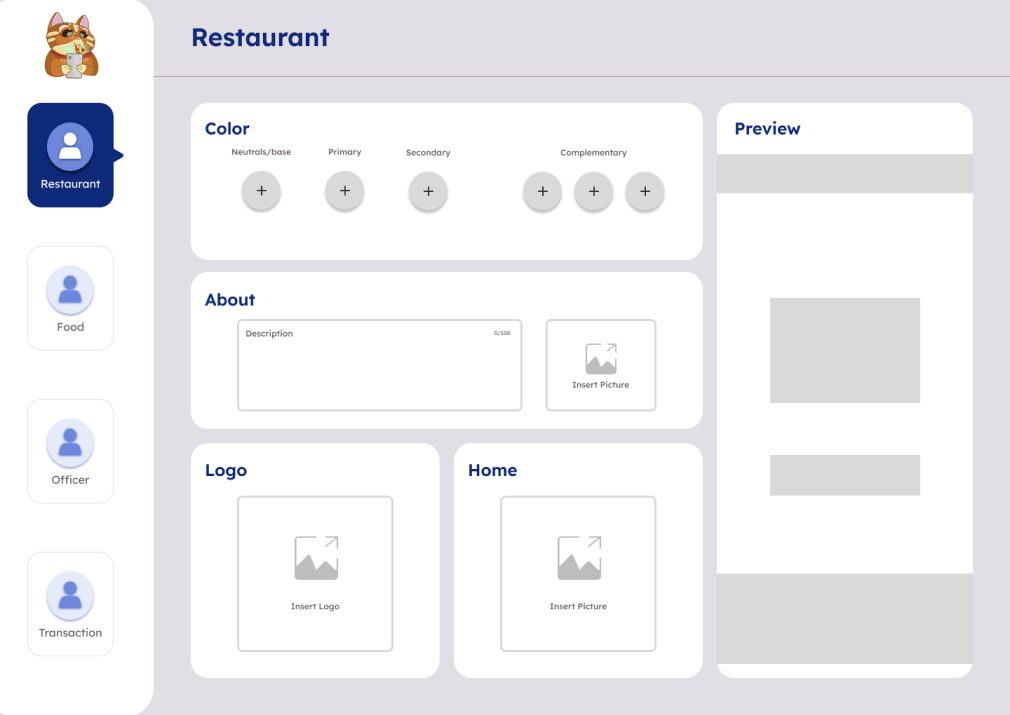 Restaurant
Restaurant
Food
Officer
Transaction
Color
Neutrals/base
Primary
Secondary
Complementary
+
+
+
+
+
+
About
Description
0/300
Insert Picture
Logo
Insert Logo
Home
Insert Picture
Preview